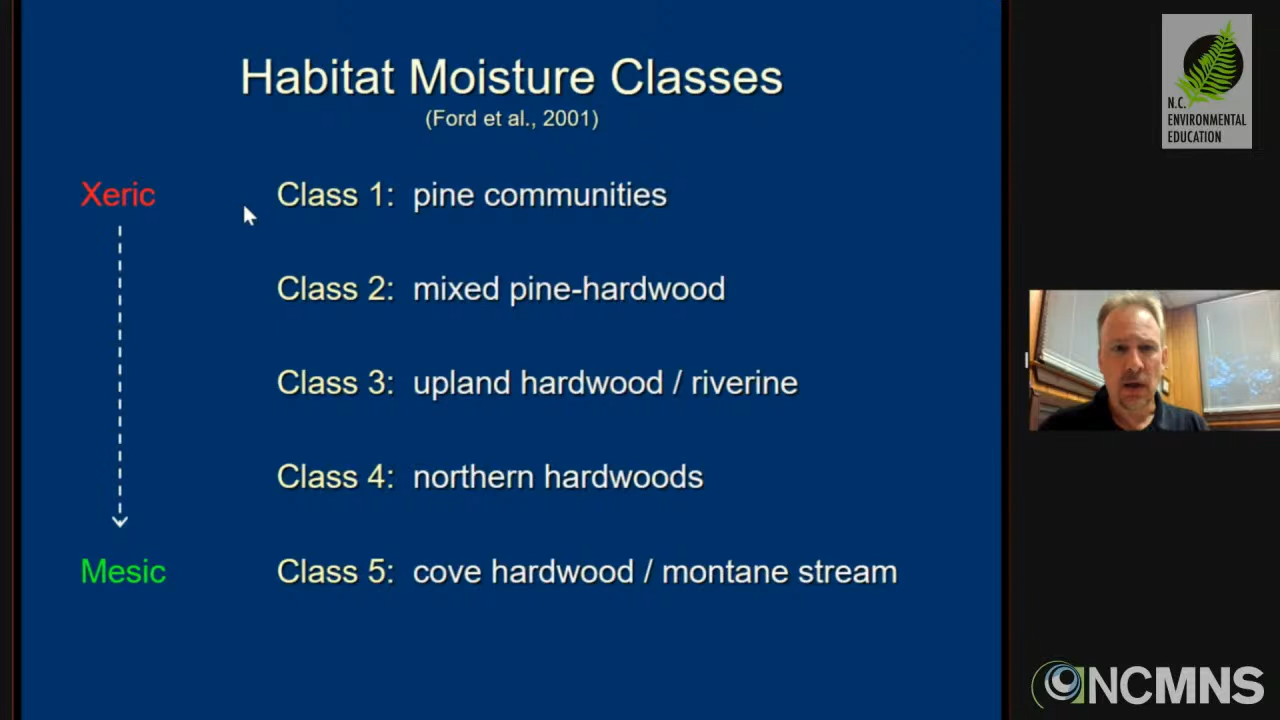 Habitat Moisture Classes
(Ford et al., 2001)
Xeric
Class 1: pine communities
Class 2: mixed pine-hardwood
Class 3: upland hardwood / riverine
Class 4: northern hardwoods
Mesic
Class 5: cove hardwood / montane stream
N.C.
ENVIRONMENTAL
EDUCATION
NCMNS